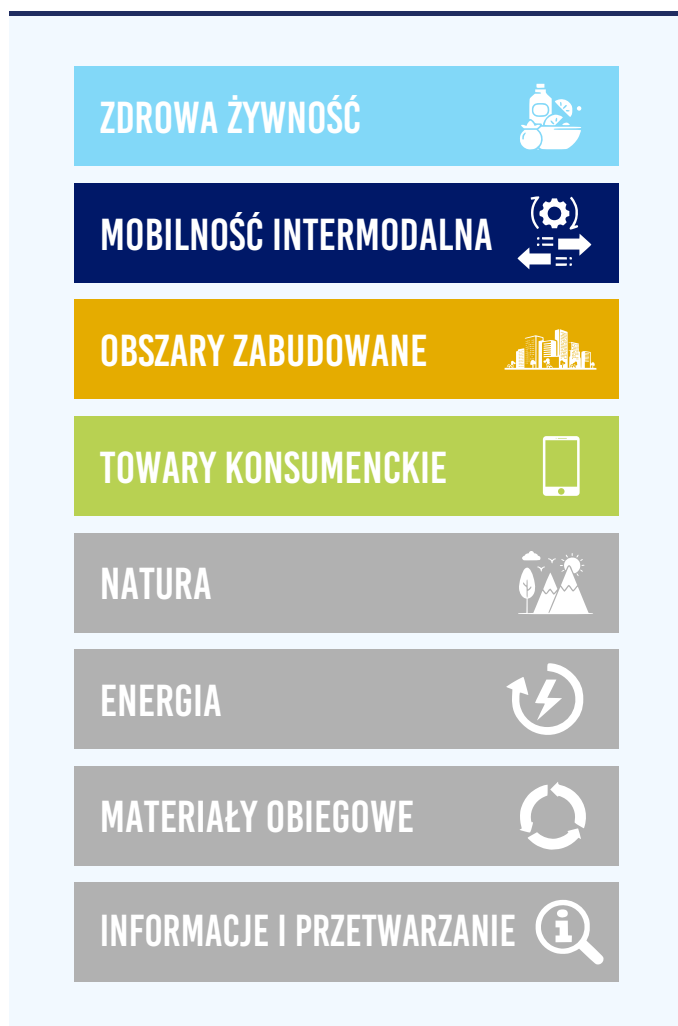 ZDROWA ŻYWNOŚĆ
MOBILNOŚĆ INTERMODALNA
OBSZARY ZABUDOWANE
TOWARY KONSUMENCKIE
NATURA
ENERGIA
MATERIAŁY OBIEGOWE
INFORMACJE I PRZETWARZANIE